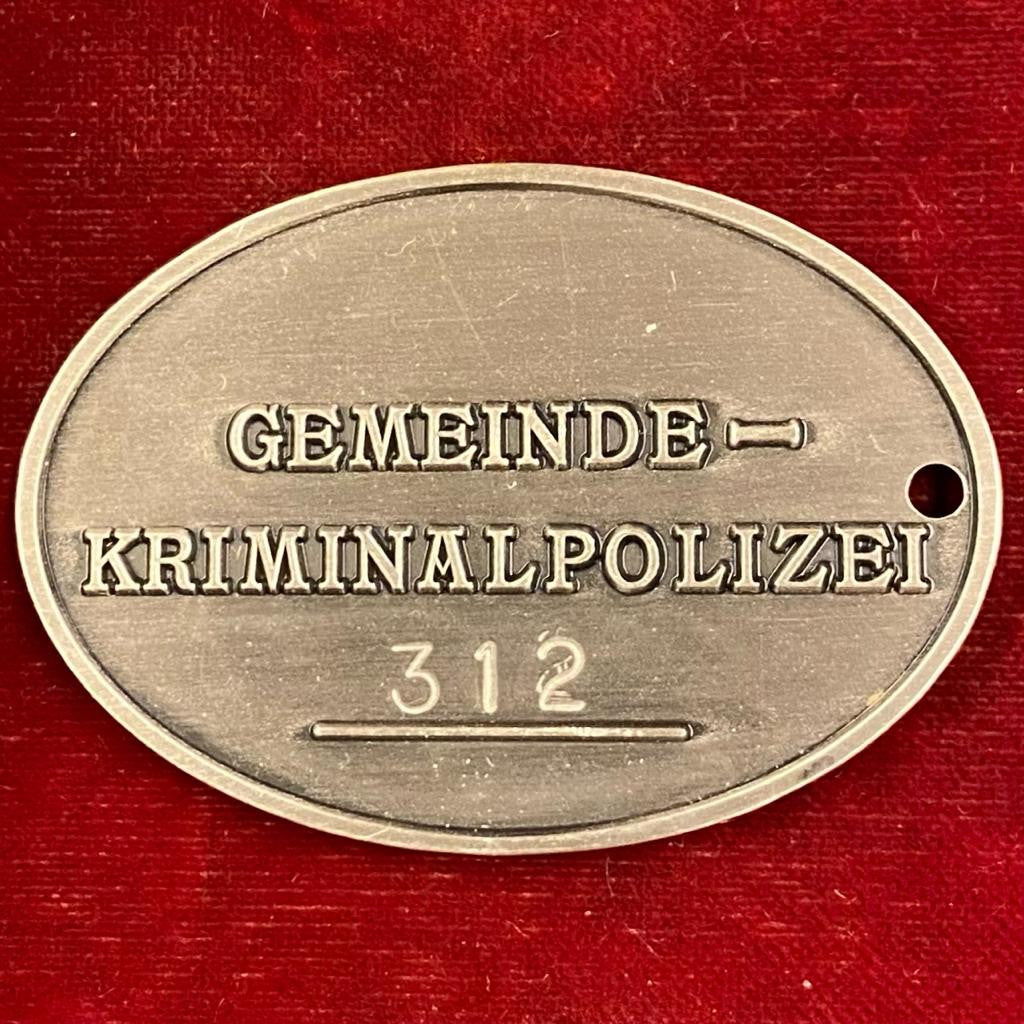 GEMEINDE-
KRIMINALPOLIZEI
312